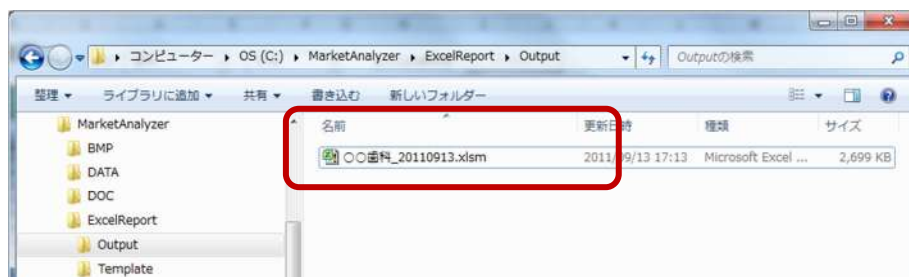 コンピューター ▸ OS (C:) ▸ MarketAnalyzer ▸ ExcelReport ▸ Output
Outputの検索
整理 ライブラリに追加 共有 書き込む 新しいフォルダー
MarketAnalyzer
BMP
DATA
DOC
ExcelReport
Output
Template
名前 更新日時 種類 サイズ
○○歯科_20110913.xlsm 2011/09/13 17:13 Microsoft Excel ... 2,699 KB